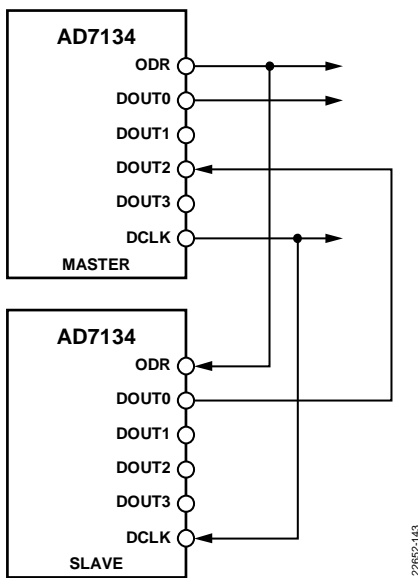 AD7134
ODR
DOUT0
DOUT1
DOUT2
DOUT3
DCLK
MASTER
AD7134
ODR
DOUT0
DOUT1
DOUT2
DOUT3
DCLK
SLAVE
22652-143